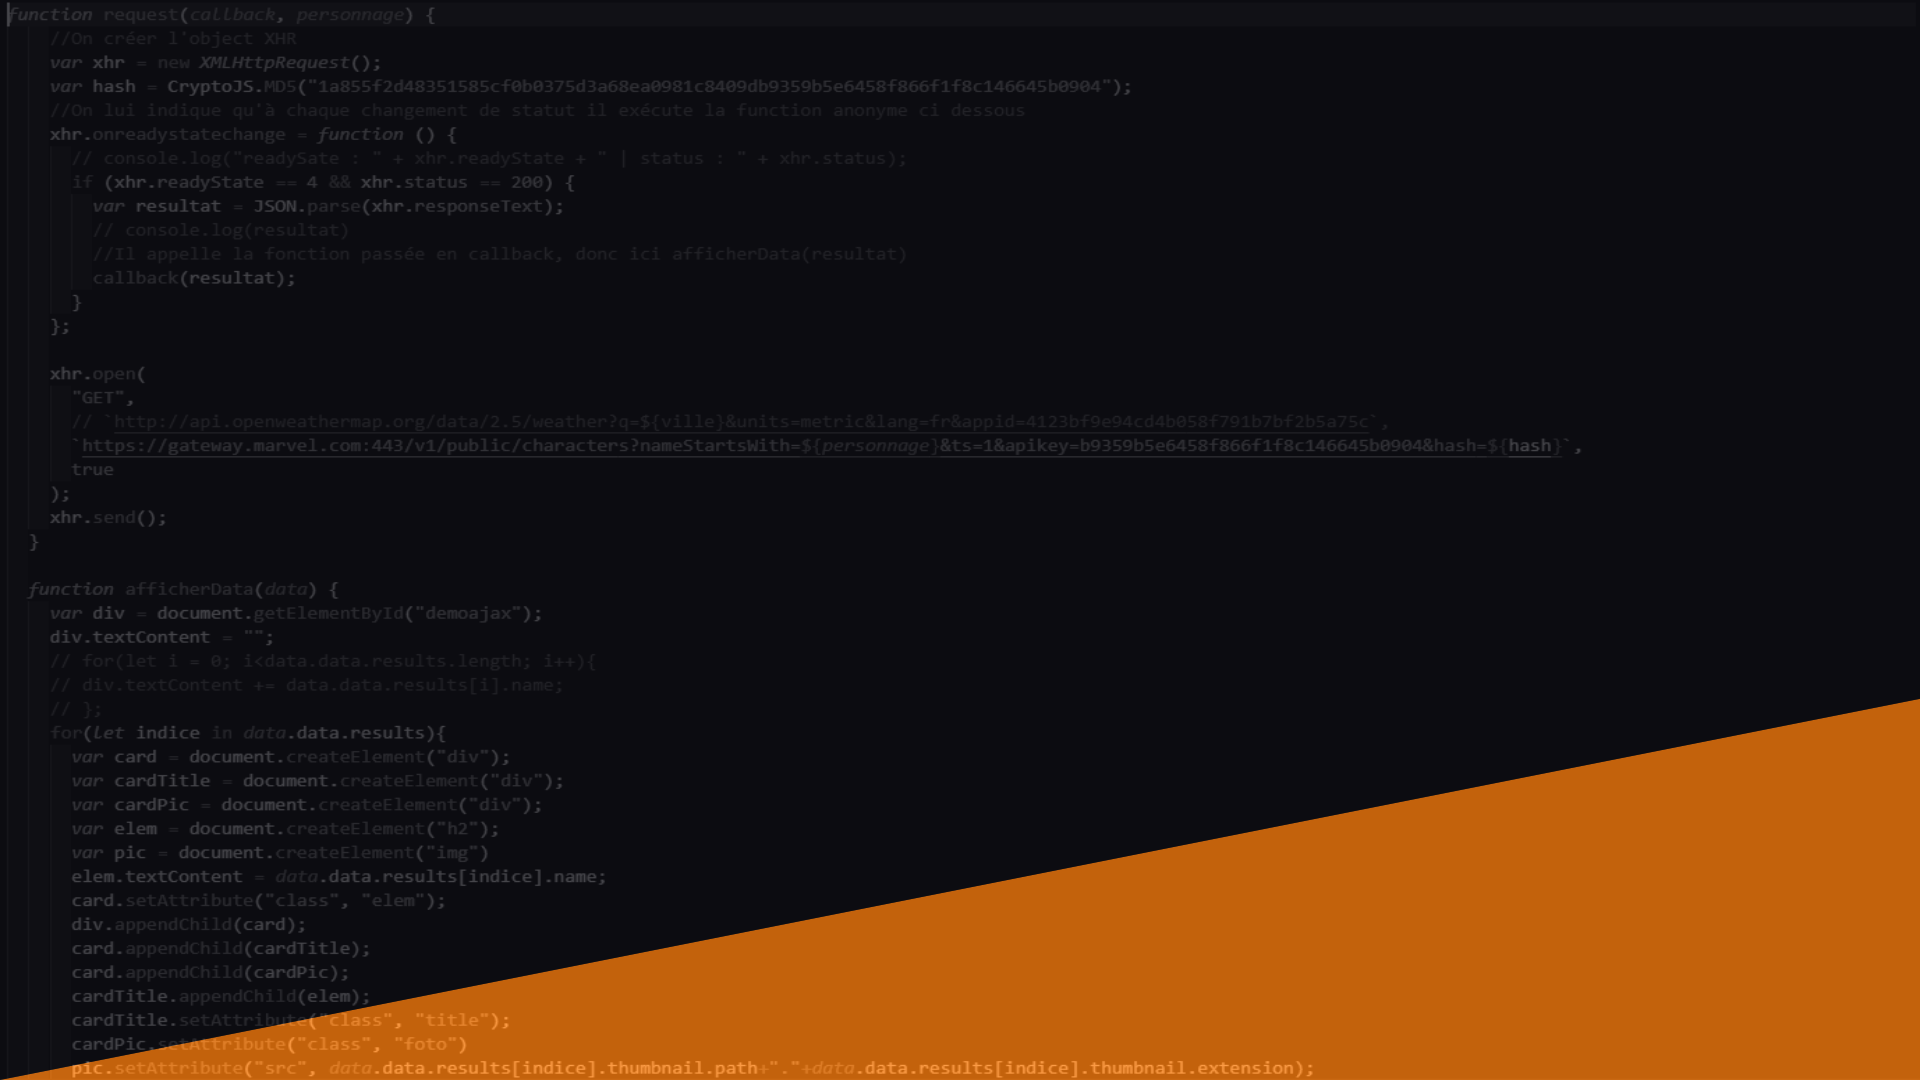 function request(callback, personnage) {
//On créer l'object XHR
var xhr = new XMLHttpRequest();
var hash = CryptoJS.MD5("1a855f2d48351585cf0b0375d3a68ea0981c8409db9359b5e6458f866f1f8c146645b0904");
//On lui indique qu'à chaque changement de statut il exécute la function anonyme ci dessous
xhr.onreadystatechange = function () {
// console.log("readySate : " + xhr.readyState + " | status : " + xhr.status);
if (xhr.readyState == 4 && xhr.status == 200) {
var resultat = JSON.parse(xhr.responseText);
// console.log(resultat)
//Il appelle la fonction passée en callback, donc ici afficherData(resultat)
callback(resultat);
}
};
xhr.open(
"GET",
// `http://api.openweathermap.org/data/2.5/weather?q=${ville}&units=metric&lang=fr&appid=4123bf9e94cd4b058f791b7bf2b5a75c`,
`https://gateway.marvel.com:443/v1/public/characters?nameStartsWith=${personnage}&ts=1&apikey=b9359b5e6458f866f1f8c146645b0904&hash=${hash}`,
true
);
xhr.send();
}
function afficherData(data) {
var div = document.getElementById("demoajax");
div.textContent = "";
// for(let i = 0; i<data.data.results.length; i++){
// div.textContent += data.data.results[i].name;
// };
for(let indice in data.data.results){
var card = document.createElement("div");
var cardTitle = document.createElement("div");
var cardPic = document.createElement("div");
var elem = document.createElement("h2");
var pic = document.createElement("img")
elem.textContent = data.data.results[indice].name;
card.setAttribute("class", "elem");
div.appendChild(card);
card.appendChild(cardTitle);
card.appendChild(cardPic);
cardTitle.appendChild(elem);
cardTitle.setAttribute("class", "title");
cardPic.setAttribute("class", "foto")
pic.setAttribute("src", data.data.results[indice].thumbnail.path+"."+data.data.results[indice].thumbnail.extension);